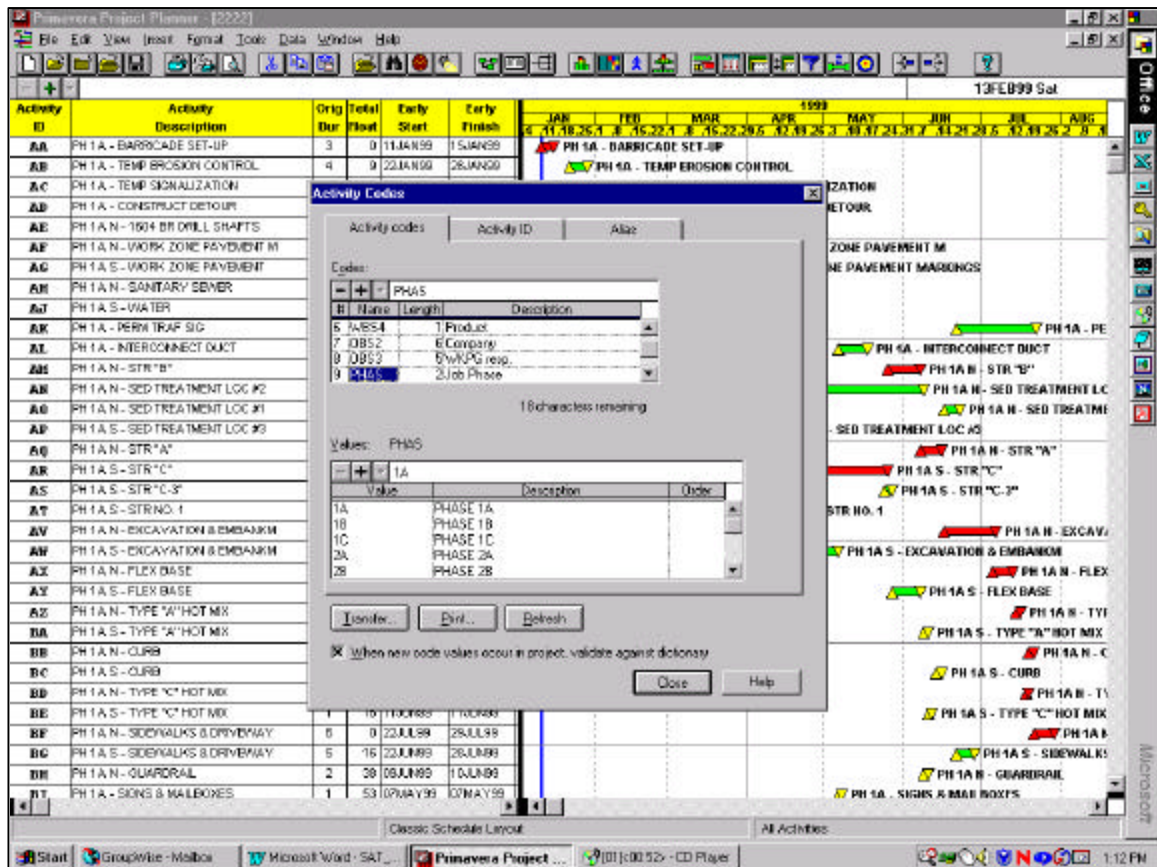 Primavera Project Planner - [2222]
File Edit View Insert Format Tools Data Window Help
13FEB99 Sat
Activity ID Activity Description Orig Dur Total Float Early Start Early Finish
1999
JAN FEB MAR APR MAY JUN JUL AUG
AA PH 1A - BARRICADE SET-UP 3 0 11JAN99 15JAN99 PH 1A - BARRICADE SET-UP
AB PH 1A - TEMP EROSION CONTROL 4 9 22JAN99 28JAN99 PH 1A - TEMP EROSION CONTROL
AC PH 1A - TEMP SIGNALIZATION IZATION
AD PH 1A - CONSTRUCT DETOUR ETOUR
AE PH 1A N - 1604 BR DRILL SHAFTS
AF PH 1A N - WORK ZONE PAVEMENT M ZONE PAVEMENT M
AG PH 1A S - WORK ZONE PAVEMENT NE PAVEMENT MARKINGS
AH PH 1A N - SANITARY SEWER
AJ PH 1A S - WATER
AK PH 1A - PERM TRAF SIG PH 1A - PE
AL PH 1A - INTERCONNECT DUCT PH 1A - INTERCONNECT DUCT
AM PH 1A N - STR "B" PH 1A N - STR "B"
AN PH 1A N - SED TREATMENT LOC #2 PH 1A N - SED TREATMENT LC
AO PH 1A N - SED TREATMENT LOC #1 PH 1A N - SED TREATME
AP PH 1A S - SED TREATMENT LOC #3 - SED TREATMENT LOC #3
AQ PH 1A N - STR "A" PH 1A N - STR "A"
AR PH 1A S - STR "C" PH 1A S - STR "C"
AS PH 1A S - STR "C-3" PH 1A S - STR "C-3"
AT PH 1A S - STR NO. 1 STR NO. 1
AV PH 1A N - EXCAVATION & EMBANKM PH 1A N - EXCAVA
AW PH 1A S - EXCAVATION & EMBANKM PH 1A S - EXCAVATION & EMBANKM
AX PH 1A N - FLEX BASE PH 1A N - FLEX
AY PH 1A S - FLEX BASE PH 1A S - FLEX BASE
AZ PH 1A N - TYPE "A" HOT MIX PH 1A N - TYI
BA PH 1A S - TYPE "A" HOT MIX PH 1A S - TYPE "A" HOT MIX
BB PH 1A N - CURB PH 1A N - C
BC PH 1A S - CURB PH 1A S - CURB
BD PH 1A N - TYPE "C" HOT MIX PH 1A N - TY
BE PH 1A S - TYPE "C" HOT MIX PH 1A S - TYPE "C" HOT MIX
BF PH 1A N - SIDEWALKS & DRIVEWAY 6 0 22JUL99 29JUL99 PH 1A N
BG PH 1A S - SIDEWALKS & DRIVEWAY 5 16 22JUN99 28JUN99 PH 1A S - SIDEWALKS
BH PH 1A N - GUARDRAIL 2 38 09JUN99 10JUN99 PH 1A N - GUARDRAIL
BI PH 1A - SIGNS & MAILBOXES 1 53 07MAY99 07MAY99 PH 1A - SIGNS & MAIL BOXES
Activity Codes
Activity codes Activity ID Alias
Codes:
PHAS
# Name Length Description
6 WBS4 1 Product
7 OBS2 6 Company
8 OBS3 5 WKPG resp.
9 PHAS 2 Job Phase
18 characters remaining
Values: PHAS
1A
Value Description Order
1A PHASE 1A
1B PHASE 1B
1C PHASE 1C
2A PHASE 2A
2B PHASE 2B
Transfer... Print... Refresh
When new code values occur in project, validate against dictionary
Close Help
Classic Schedule Layout All Activities
Start GroupWise - Mailbox Microsoft Word - SAT_... Primavera Project ... [01] - CD Player 1:12 PM
Office
Microsoft